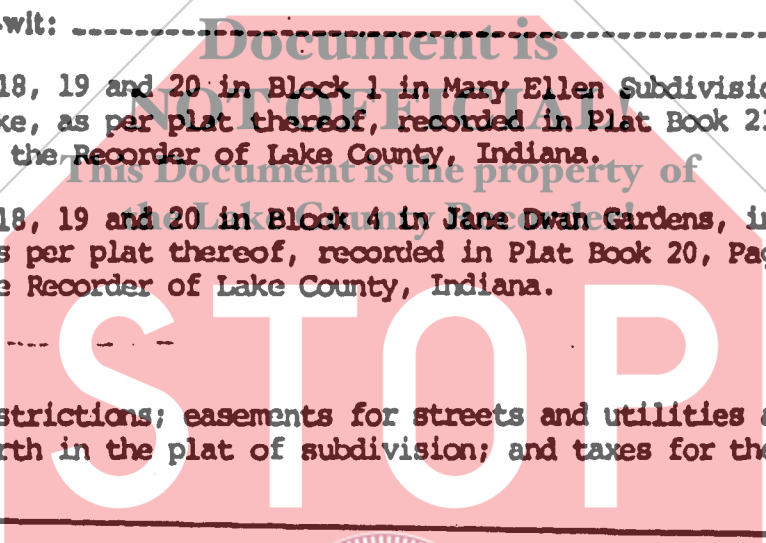 wit:
Document is
18, 19 and 20 in Block 1 in Mary Ellen Subdivisio
NOT OFFICIAL!
ke, as per plat thereof, recorded in Plat Book 2
the Recorder of Lake County, Indiana.
This Document is the property of
18, 19 and 20 in Block 4 in Jane Dwan Gardens, in
the Lake County Recorder!
s per plat thereof, recorded in Plat Book 20, Pag
e Recorder of Lake County, Indiana.
STOP
strictions; easements for streets and utilities a
rth in the plat of subdivision; and taxes for the